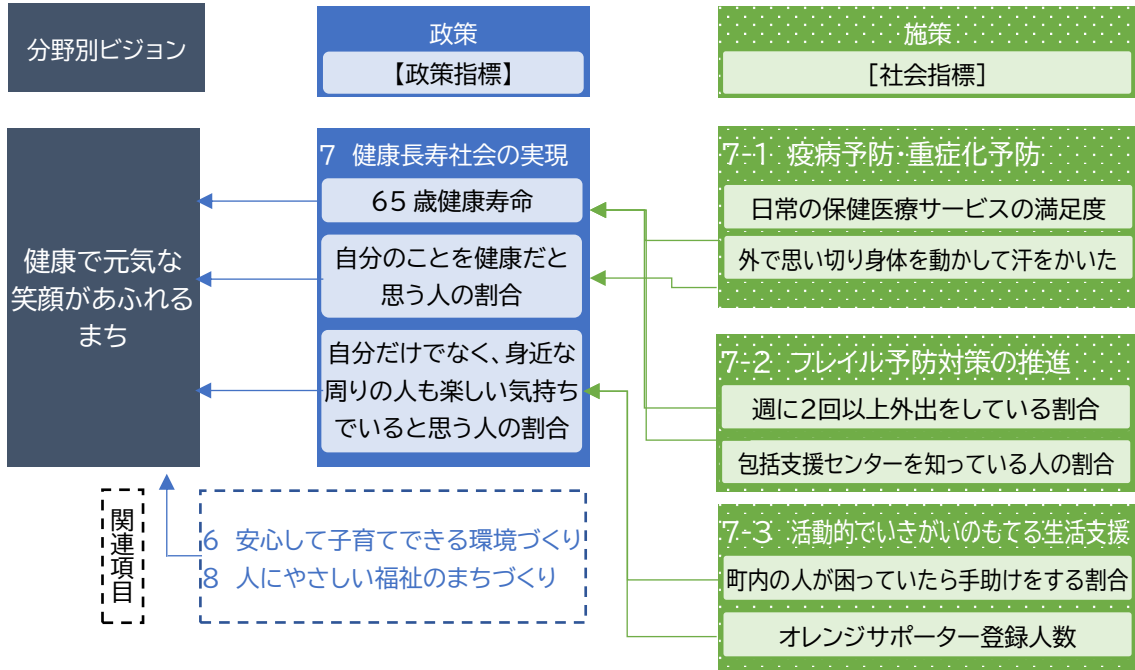 分野別ビジョン
政策
【政策指標】
施策
[社会指標]
健康で元気な
笑顔があふれる
まち
7 健康長寿社会の実現
65歳健康寿命
自分のことを健康だと
思う人の割合
自分だけでなく、身近な
周りの人も楽しい気持ち
でいると思う人の割合
7-1 疫病予防・重症化予防
日常の保健医療サービスの満足度
外で思い切り身体を動かして汗をかいた
7-2 フレイル予防対策の推進
週に2回以上外出をしている割合
包括支援センターを知っている人の割合
7-3 活動的でいきがいのもてる生活支援
町内の人が困っていたら手助けをする割合
オレンジサポーター登録人数
関連項目
6 安心して子育てできる環境づくり
8 人にやさしい福祉のまちづくり